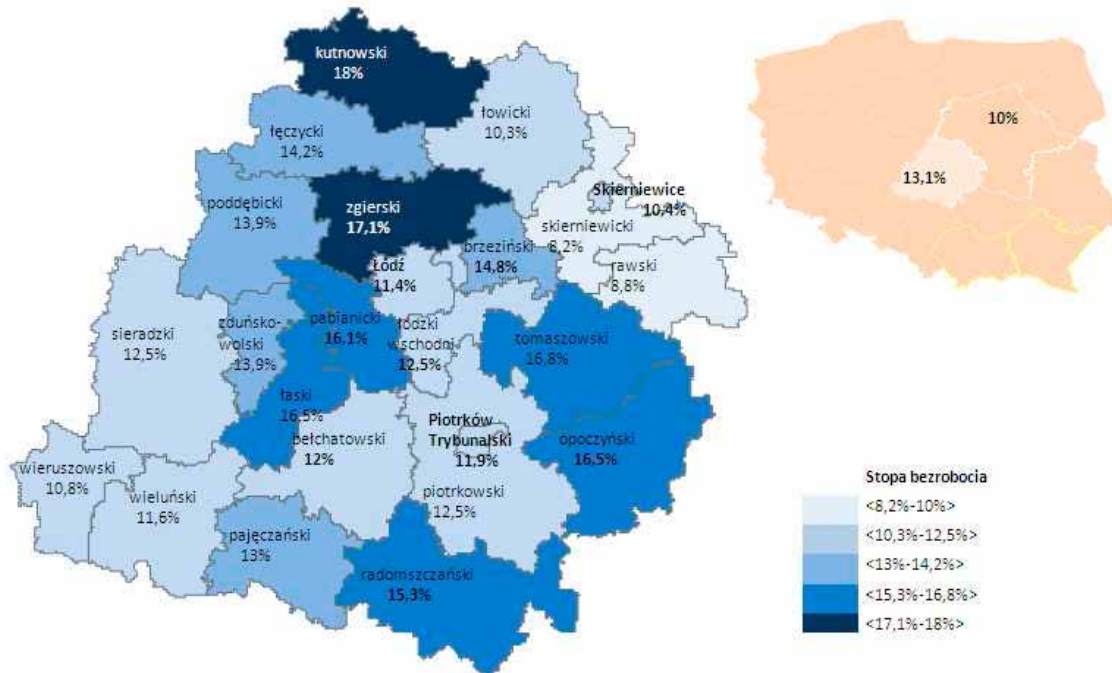 kutnowski
18%
łowicki
10,3%
łęczycki
14,2%
Skierniewice
10,4%
poddębicki
13,9%
zgierski
17,1%
skierniewicki
8,2%
brzeziński
14,8%
rawski
8,8%
Łódź
11,4%
sieradzki
12,5%
zduńsko-
wolski
13,9%
pabianicki
16,1%
łódzki
wschodni
12,5%
tomaszowski
16,8%
łaski
16,5%
bełchatowski
12%
Piotrków
Trybunalski
11,9%
opoczyński
16,5%
wieruszowski
10,8%
wieluński
11,6%
piotrkowski
12,5%
pajęczański
13%
radomszczański
15,3%
10%
13,1%
Stopa bezrobocia
<8,2%-10%>
<10,3%-12,5%>
<13%-14,2%>
<15,3%-16,8%>
<17,1%-18%>